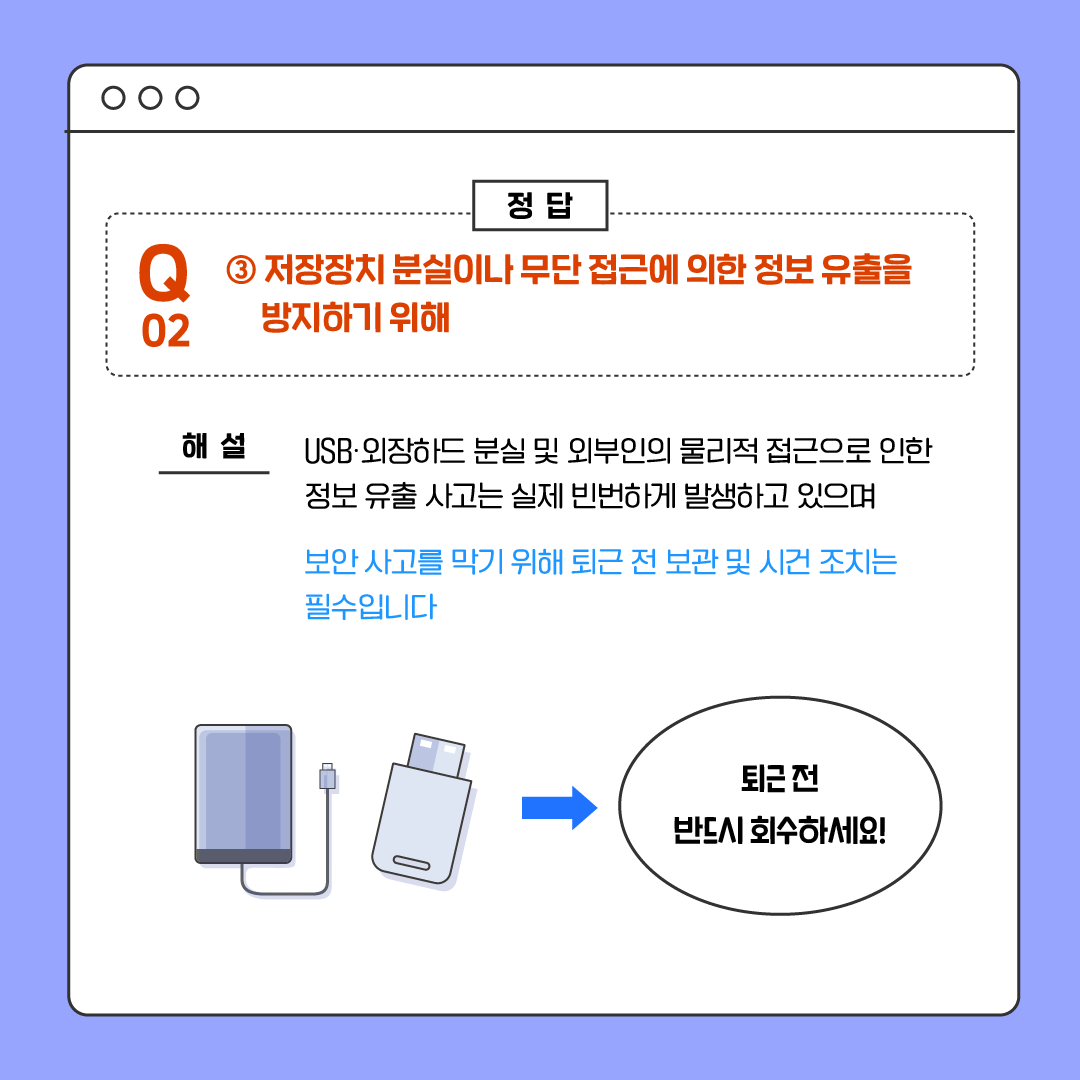 정 답
Q
02
③ 저장장치 분실이나 무단 접근에 의한 정보 유출을
방지하기 위해
해 설
USB·외장하드 분실 및 외부인의 물리적 접근으로 인한
정보 유출 사고는 실제 빈번하게 발생하고 있으며
보안 사고를 막기 위해 퇴근 전 보관 및 시건 조치는
필수입니다
퇴근 전
반드시 회수하세요!